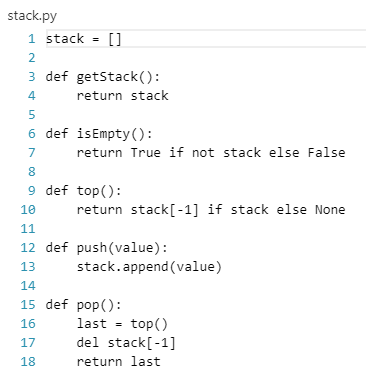 stack.py
1 stack = []
2
3 def getStack():
4     return stack
5
6 def isEmpty():
7     return True if not stack else False
8
9 def top():
10     return stack[-1] if stack else None
11
12 def push(value):
13     stack.append(value)
14
15 def pop():
16     last = top()
17     del stack[-1]
18     return last